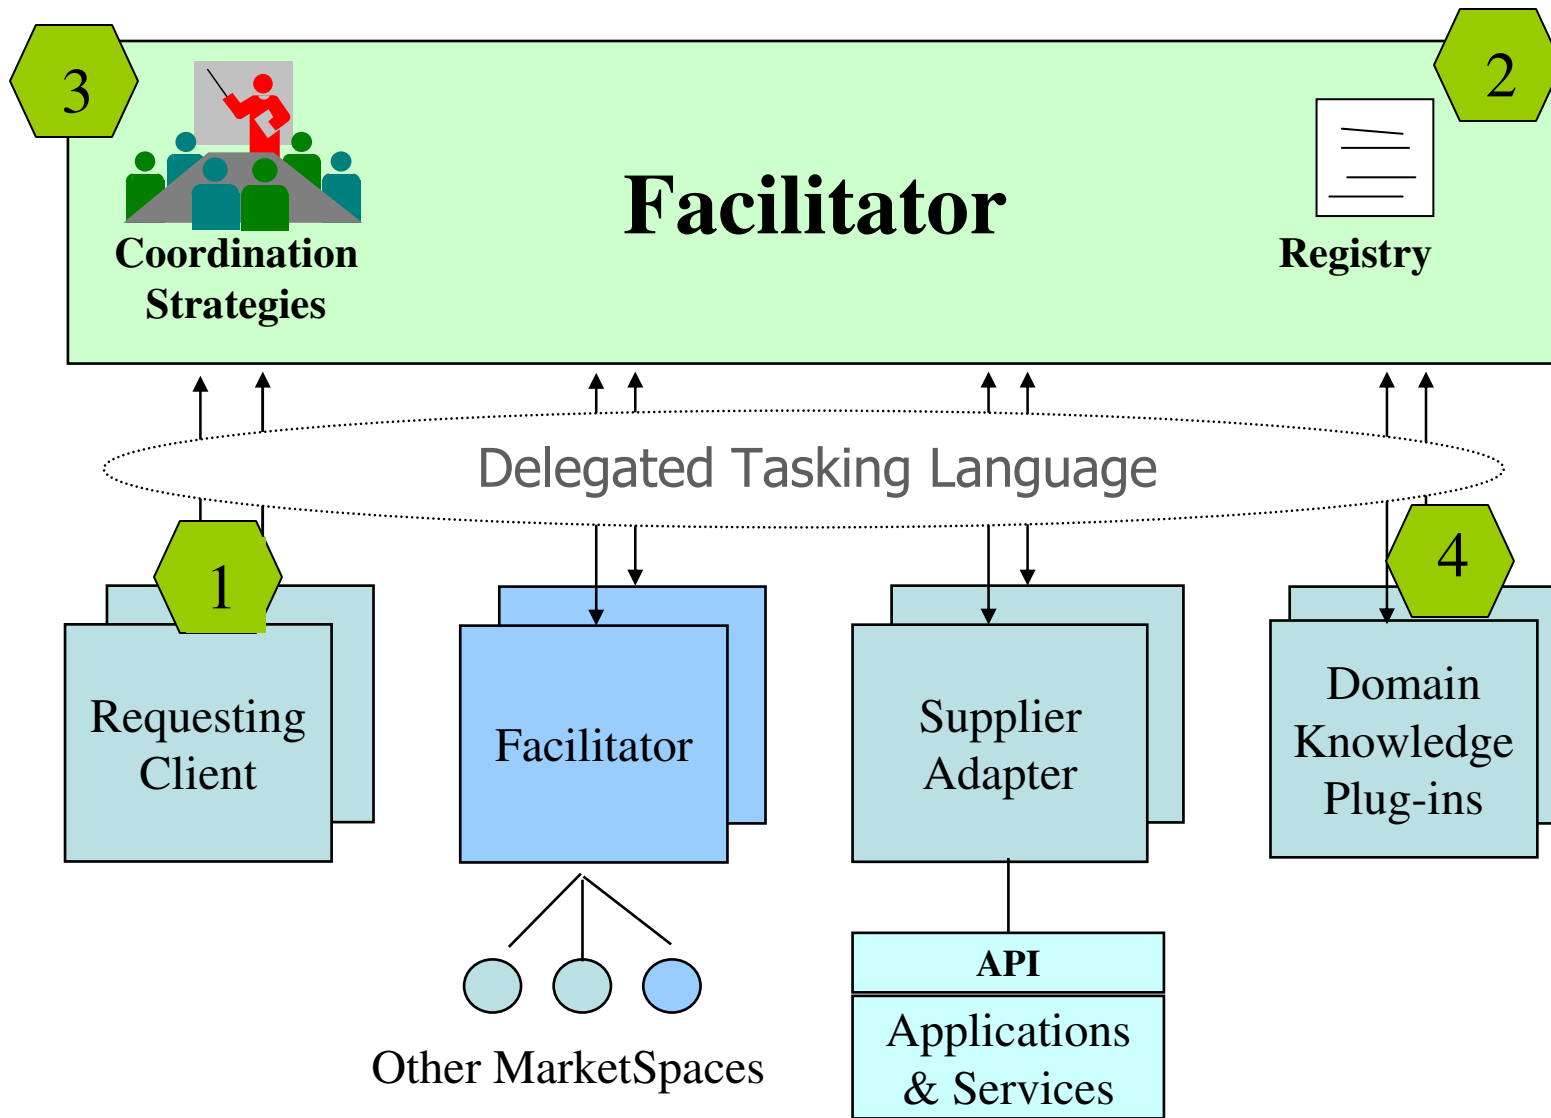 3
2
Facilitator
Coordination
Strategies
Registry
Delegated Tasking Language
1
4
Requesting
Client
Facilitator
Supplier
Adapter
Domain
Knowledge
Plug-ins
Other MarketSpaces
API
Applications
& Services